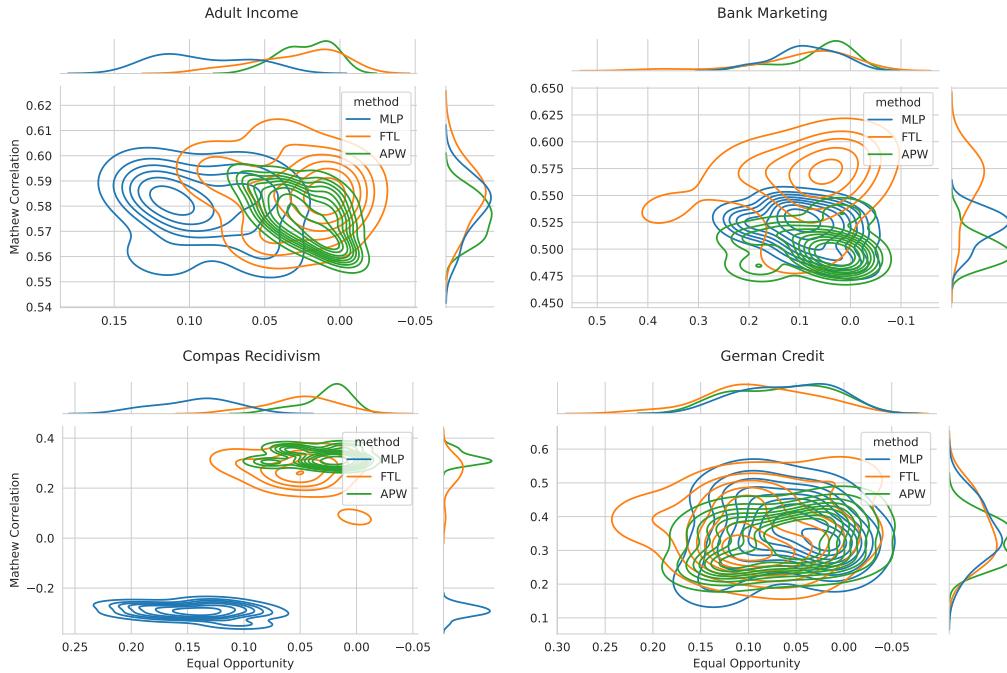 Adult Income
Bank Marketing
Mathew Correlation
0.62
0.61
0.60
0.59
0.58
0.57
0.56
0.55
0.54
method
MLP
FTL
APW
0.15
0.10
0.05
0.00
−0.05
0.650
0.625
0.600
0.575
0.550
0.525
0.500
0.475
0.450
method
MLP
FTL
APW
0.5
0.4
0.3
0.2
0.1
0.0
−0.1
Compas Recidivism
German Credit
Mathew Correlation
0.4
0.2
0.0
−0.2
method
MLP
FTL
APW
0.25
0.20
0.15
0.10
0.05
0.00
−0.05
Equal Opportunity
0.6
0.5
0.4
0.3
0.2
0.1
method
MLP
FTL
APW
0.30
0.25
0.20
0.15
0.10
0.05
0.00
−0.05
Equal Opportunity